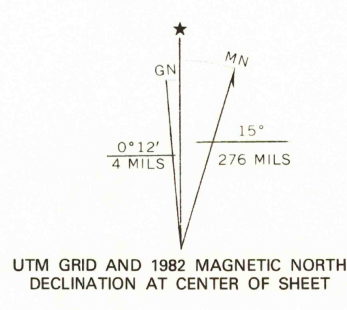 ★
GN
MN
0°12'
4 MILS
15°
276 MILS
UTM GRID AND 1982 MAGNETIC NORTH
DECLINATION AT CENTER OF SHEET